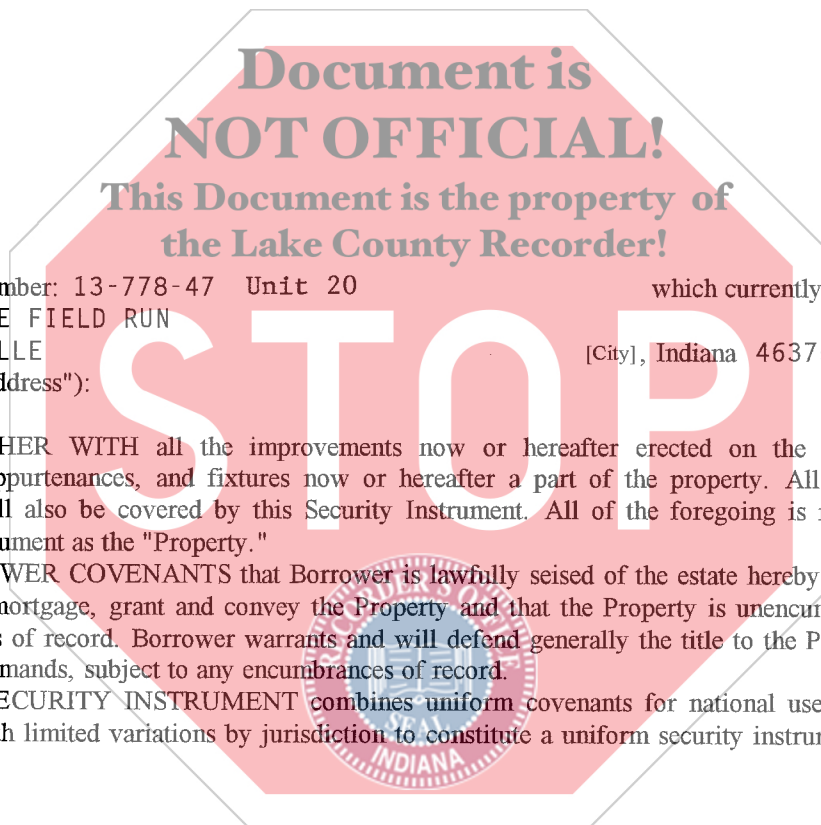 Document is
NOT OFFICIAL!
This Document is the property of
the Lake County Recorder!
mber: 13-778-47 Unit 20 which currently
E FIELD RUN
LLE [City], Indiana 4637
ddress"):
STOP
HER WITH all the improvements now or hereafter erected on the
ppurtenances, and fixtures now or hereafter a part of the property. All
ll also be covered by this Security Instrument. All of the foregoing is
ument as the "Property."
WER COVENANTS that Borrower is lawfully seised of the estate hereby
mortgage, grant and convey the Property and that the Property is unencu
s of record. Borrower warrants and will defend generally the title to the P
mands, subject to any encumbrances of record.
ECURITY INSTRUMENT combines uniform covenants for national use
h limited variations by jurisdiction to constitute a uniform security instru
RECORDER'S OFFICE
SEAL
INDIANA